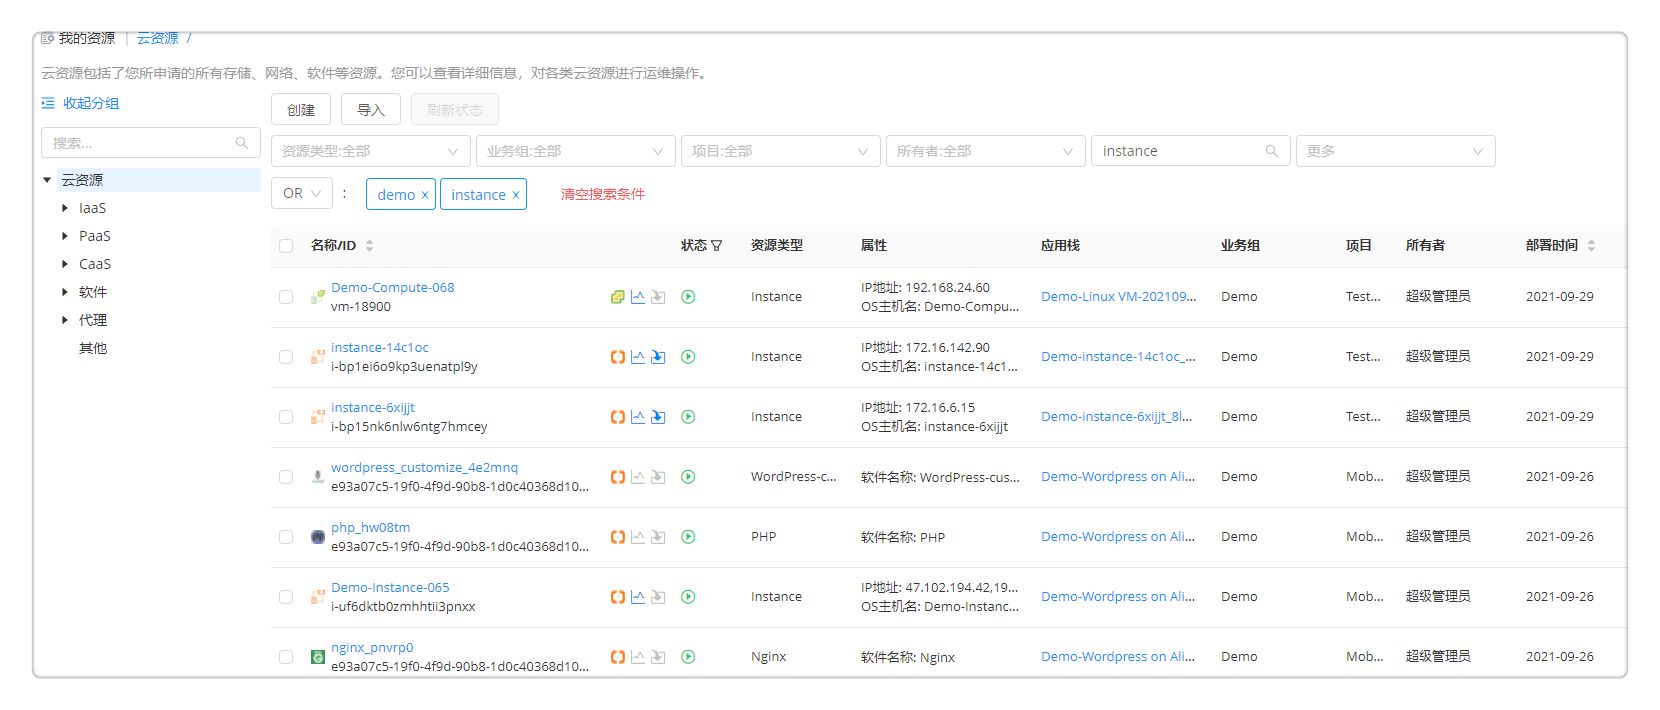 我的资源 | 云资源 /
云资源包括了您所申请的所有存储、网络、软件等资源。您可以查看详细信息，对各类云资源进行运维操作。
收起分组
搜索...
云资源
IaaS
PaaS
CaaS
软件
代理
其他
创建 导入 刷新状态
资源类型:全部 业务组:全部 项目:全部 所有者:全部 instance 更多
OR : demo x instance x 清空搜索条件
名称/ID 状态 资源类型 属性 应用栈 业务组 项目 所有者 部署时间
Demo-Compute-068 IP地址: 192.168.24.60
vm-18900 Instance OS主机名: Demo-Compu... Demo-Linux VM-202109... Demo Test... 超级管理员 2021-09-29
instance-14c1oc IP地址: 172.16.142.90
i-bp1ei6o9kp3uenatpl9y Instance OS主机名: instance-14c1... Demo-instance-14c1oc_... Demo Test... 超级管理员 2021-09-29
instance-6xijjt IP地址: 172.16.6.15
i-bp15nk6nlw6ntg7hmcey Instance OS主机名: instance-6xijjt Demo-instance-6xijjt_8l... Demo Test... 超级管理员 2021-09-29
wordpress_customize_4e2mnq
e93a07c5-19f0-4f9d-90b8-1d0c40368d10... WordPress-c... 软件名称: WordPress-cus... Demo-Wordpress on Ali... Demo Mob... 超级管理员 2021-09-26
php_hw08tm
e93a07c5-19f0-4f9d-90b8-1d0c40368d10... PHP 软件名称: PHP Demo-Wordpress on Ali... Demo Mob... 超级管理员 2021-09-26
Demo-Instance-065 IP地址: 47.102.194.42,19...
i-uf6dktb0zmhhtii3pnxx Instance OS主机名: Demo-Instanc... Demo-Wordpress on Ali... Demo Mob... 超级管理员 2021-09-26
nginx_pnvrp0
e93a07c5-19f0-4f9d-90b8-1d0c40368d10... Nginx 软件名称: Nginx Demo-Wordpress on Ali... Demo Mob... 超级管理员 2021-09-26